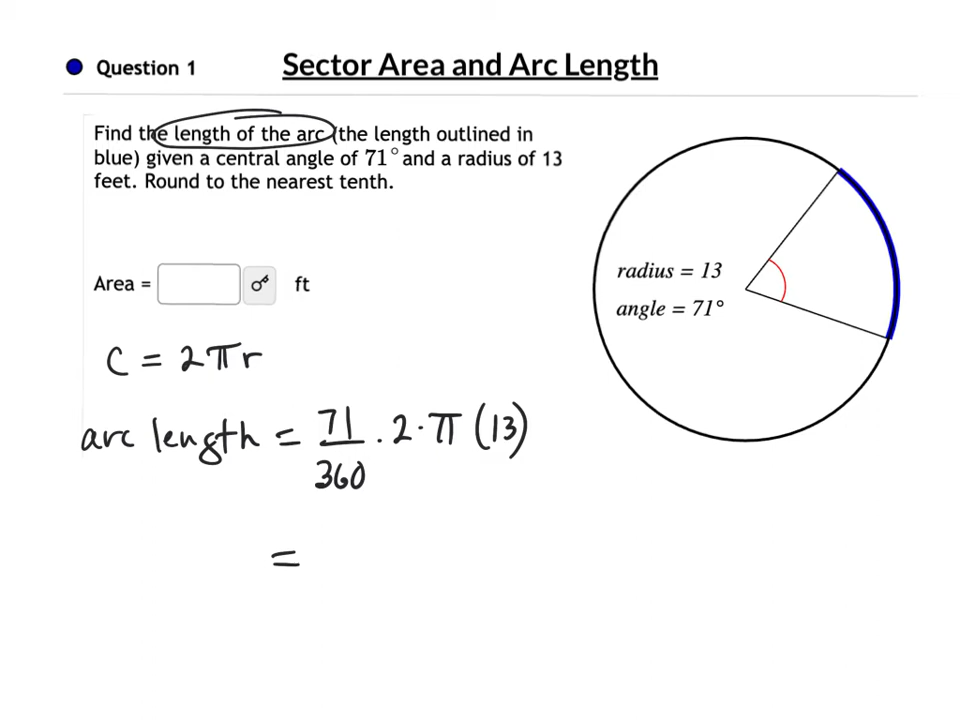 Question 1
Sector Area and Arc Length
Find the length of the arc (the length outlined in
blue) given a central angle of 71° and a radius of 13
feet. Round to the nearest tenth.
radius = 13
angle = 71°
Area = ft
C = 2πr
arc length = 71/360 · 2 · π (13)
=